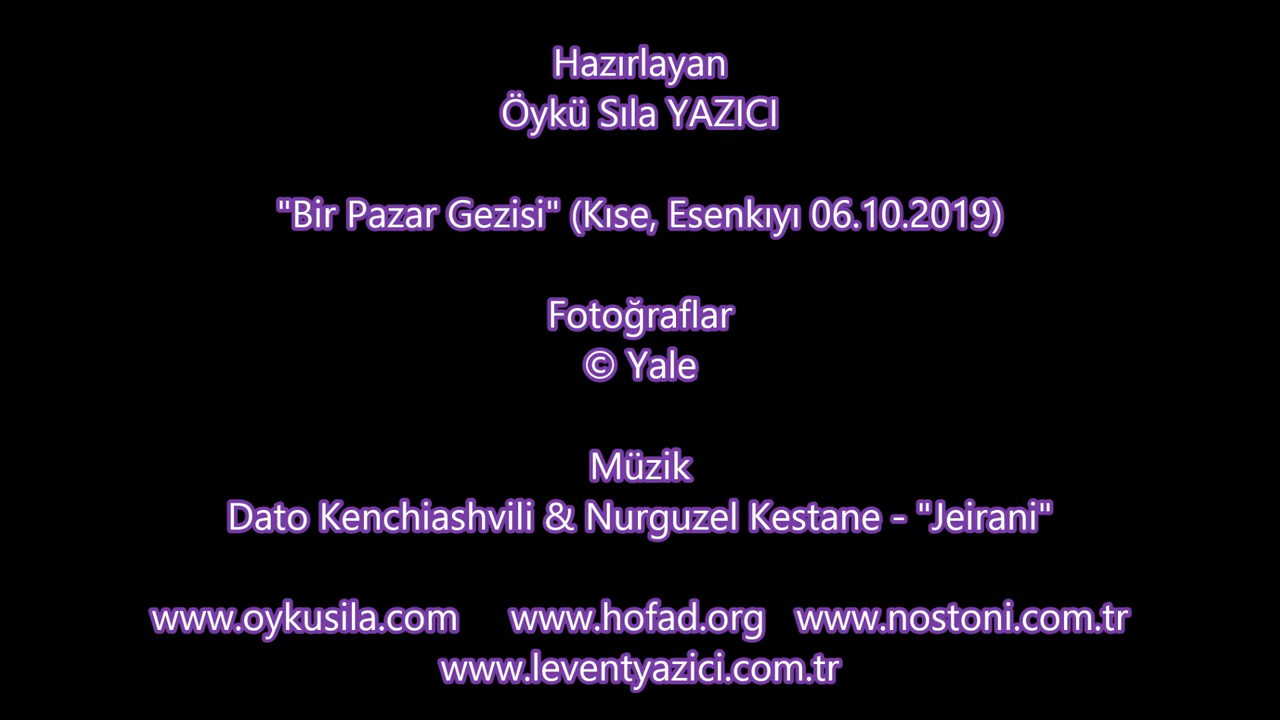 Hazırlayan
Öykü Sıla YAZICI
"Bir Pazar Gezisi" (Kıse, Esenkıyı 06.10.2019)
Fotoğraflar
© Yale
Müzik
Dato Kenchiashvili & Nurguzel Kestane - "Jeirani"
www.oykusila.com www.hofad.org www.nostoni.com.tr
www.leventyazici.com.tr